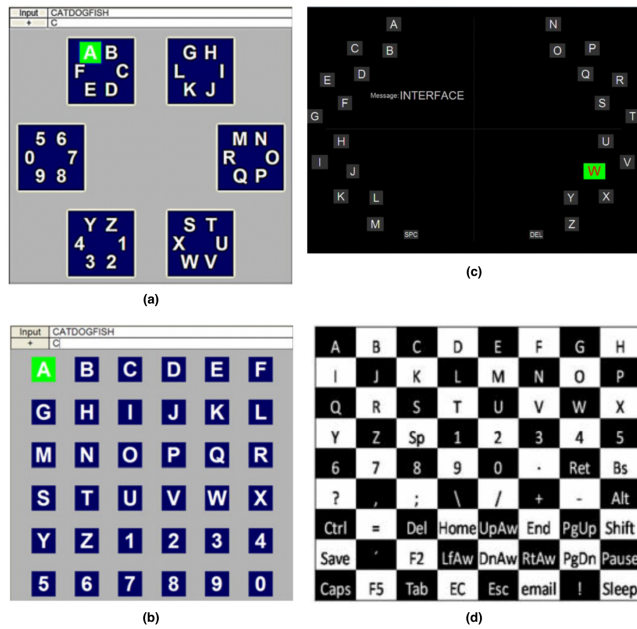 Input CATDOGFISH
+ C
A B
F C
E D
G H
L I
K J
5 6
0 7
9 8
M N
R O
Q P
Y Z
4 1
3 2
S T
X U
W V
(a)
A N
C B O P
E D Q R
F S
G T
Message:INTERFACE
H U
I J W V
K L Y X
M Z
SPC DEL
(c)
Input CATDOGFISH
+ C
A B C D E F
G H I J K L
M N O P Q R
S T U V W X
Y Z 1 2 3 4
5 6 7 8 9 0
(b)
A B C D E F G H
I J K L M N O P
Q R S T U V W X
Y Z Sp 1 2 3 4 5
6 7 8 9 0 . Ret Bs
? , ; \ / + - Alt
Ctrl = Del Home UpAw End PgUp Shift
Save ' F2 LfAw DnAw RtAw PgDn Pause
Caps F5 Tab EC Esc email ! Sleep
(d)